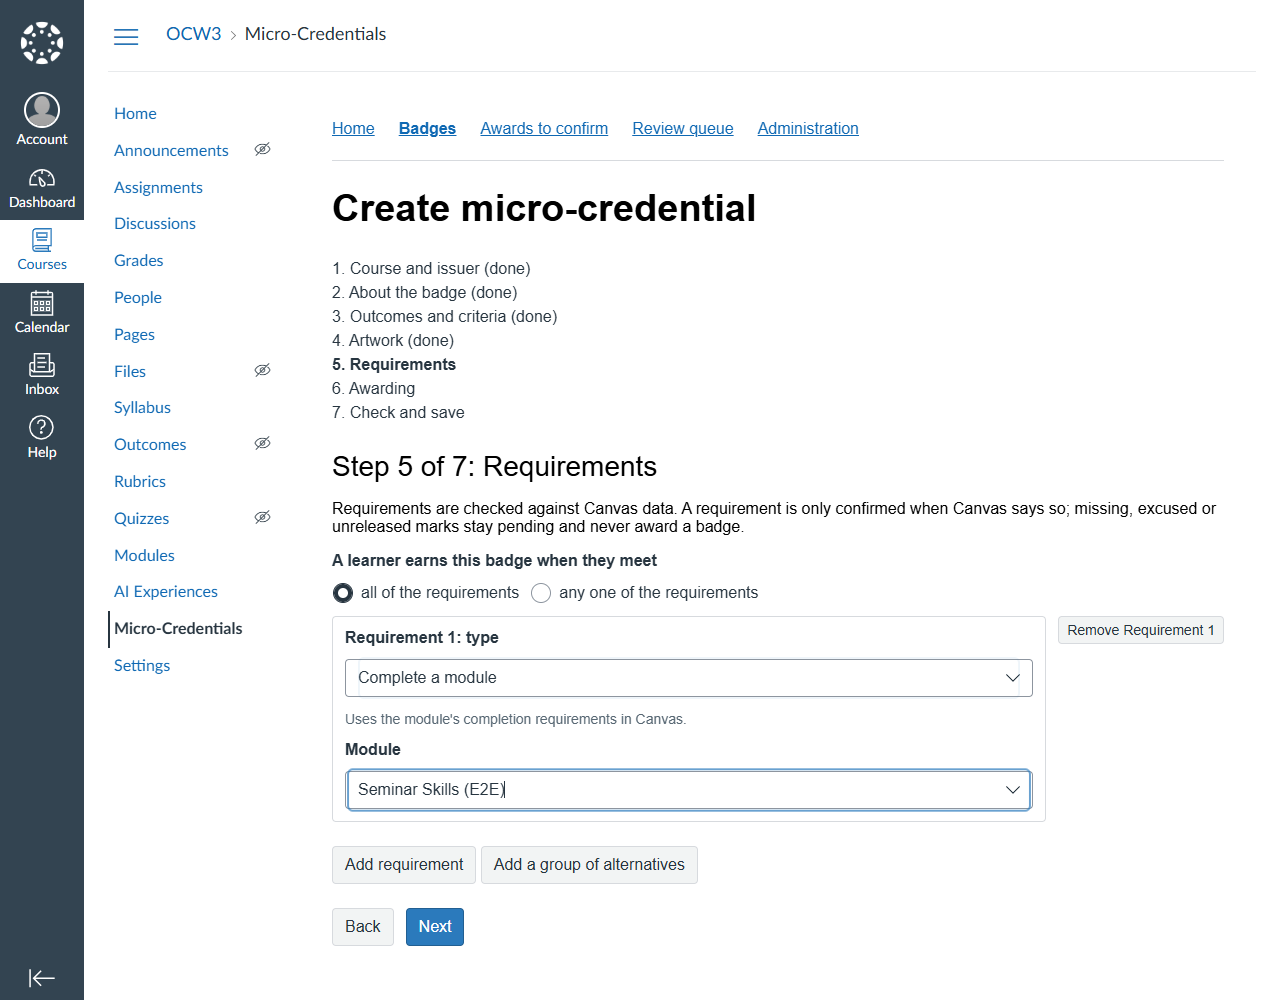 OCW3 › Micro-Credentials
Account
Dashboard
Courses
Calendar
Inbox
Help
Home
Announcements
Assignments
Discussions
Grades
People
Pages
Files
Syllabus
Outcomes
Rubrics
Quizzes
Modules
AI Experiences
Micro-Credentials
Settings
Home Badges Awards to confirm Review queue Administration
Create micro-credential
1. Course and issuer (done)
2. About the badge (done)
3. Outcomes and criteria (done)
4. Artwork (done)
5. Requirements
6. Awarding
7. Check and save
Step 5 of 7: Requirements
Requirements are checked against Canvas data. A requirement is only confirmed when Canvas says so; missing, excused or
unreleased marks stay pending and never award a badge.
A learner earns this badge when they meet
all of the requirements any one of the requirements
Requirement 1: type
Remove Requirement 1
Complete a module
Uses the module's completion requirements in Canvas.
Module
Seminar Skills (E2E)
Add requirement Add a group of alternatives
Back Next